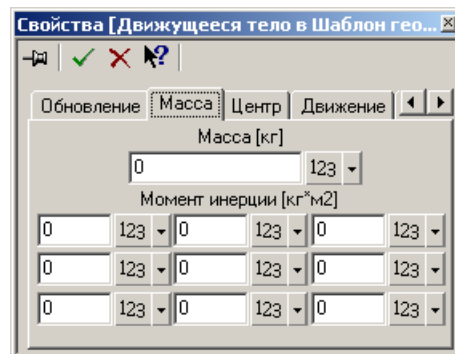 Свойства [Движущееся тело в Шаблон гео...
Обновление Масса Центр Движение
Масса [кг]
0 123
Момент инерции [кг*м2]
0 123 0 123 0 123
0 123 0 123 0 123
0 123 0 123 0 123